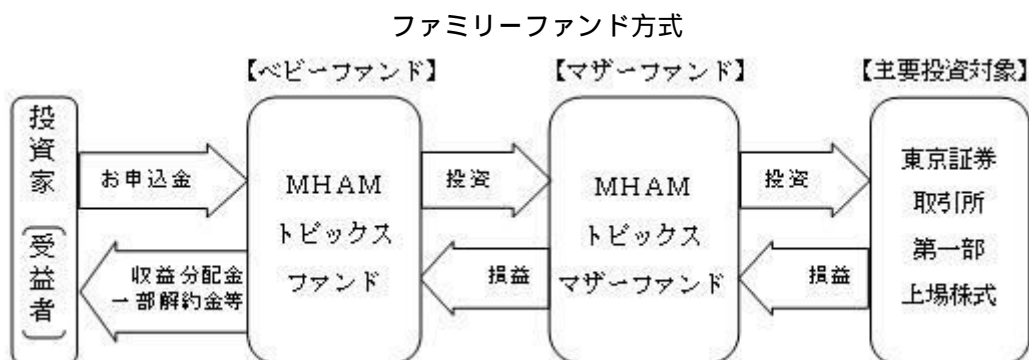 ファミリーファンド方式
【ベビーファンド】
【マザーファンド】
【主要投資対象】
投資家
（受益者）
お申込金
収益分配金
一部解約金等
MHAM
トピックス
ファンド
投資
損益
MHAM
トピックス
マザーファンド
投資
損益
東京証券
取引所
第一部
上場株式